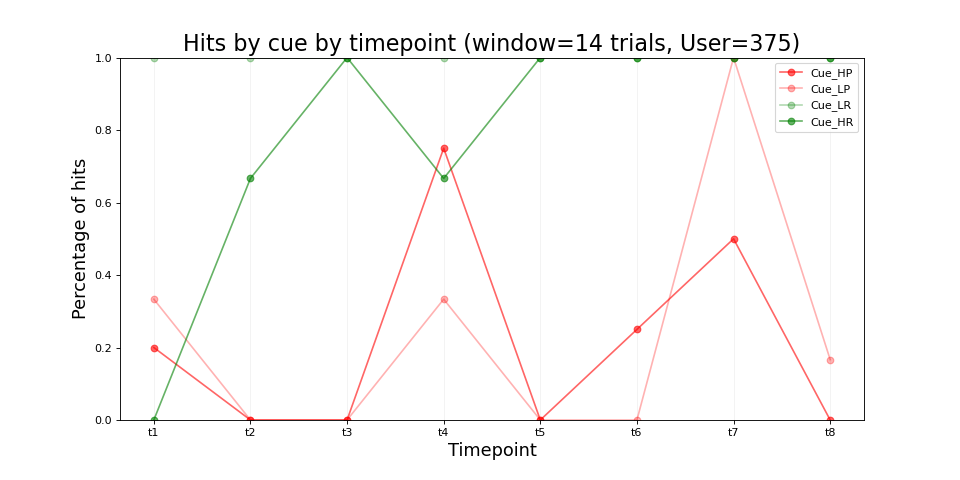 Hits by cue by timepoint (window=14 trials, User=375)
Percentage of hits
1.0
0.8
0.6
0.4
0.2
0.0
Cue_HP
Cue_LP
Cue_LR
Cue_HR
t1 t2 t3 t4 t5 t6 t7 t8
Timepoint